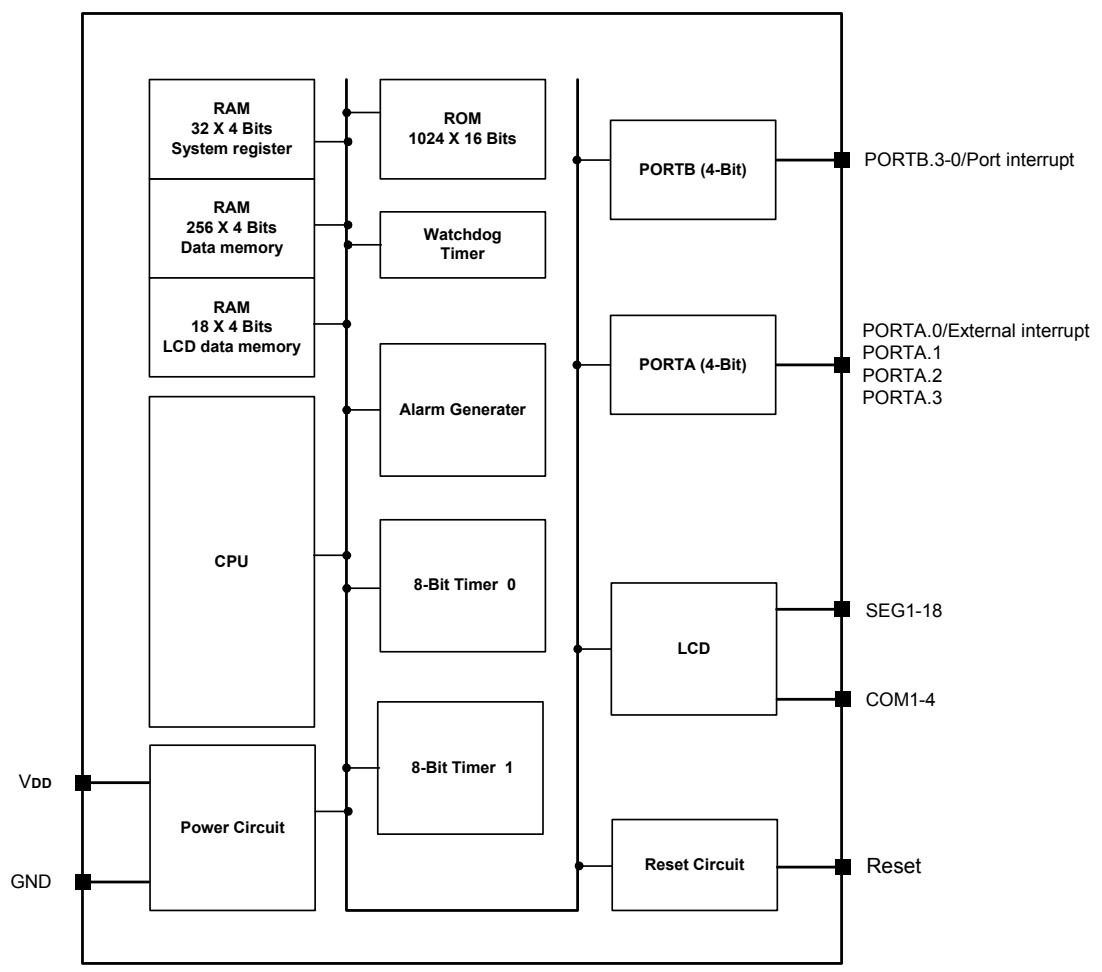 RAM
32 X 4 Bits
System register
RAM
256 X 4 Bits
Data memory
RAM
18 X 4 Bits
LCD data memory
CPU
Power Circuit
VDD
GND
ROM
1024 X 16 Bits
Watchdog
Timer
Alarm Generater
8-Bit Timer 0
8-Bit Timer 1
PORTB (4-Bit)
PORTA (4-Bit)
LCD
Reset Circuit
PORTB.3-0/Port interrupt
PORTA.0/External interrupt
PORTA.1
PORTA.2
PORTA.3
SEG1-18
COM1-4
Reset